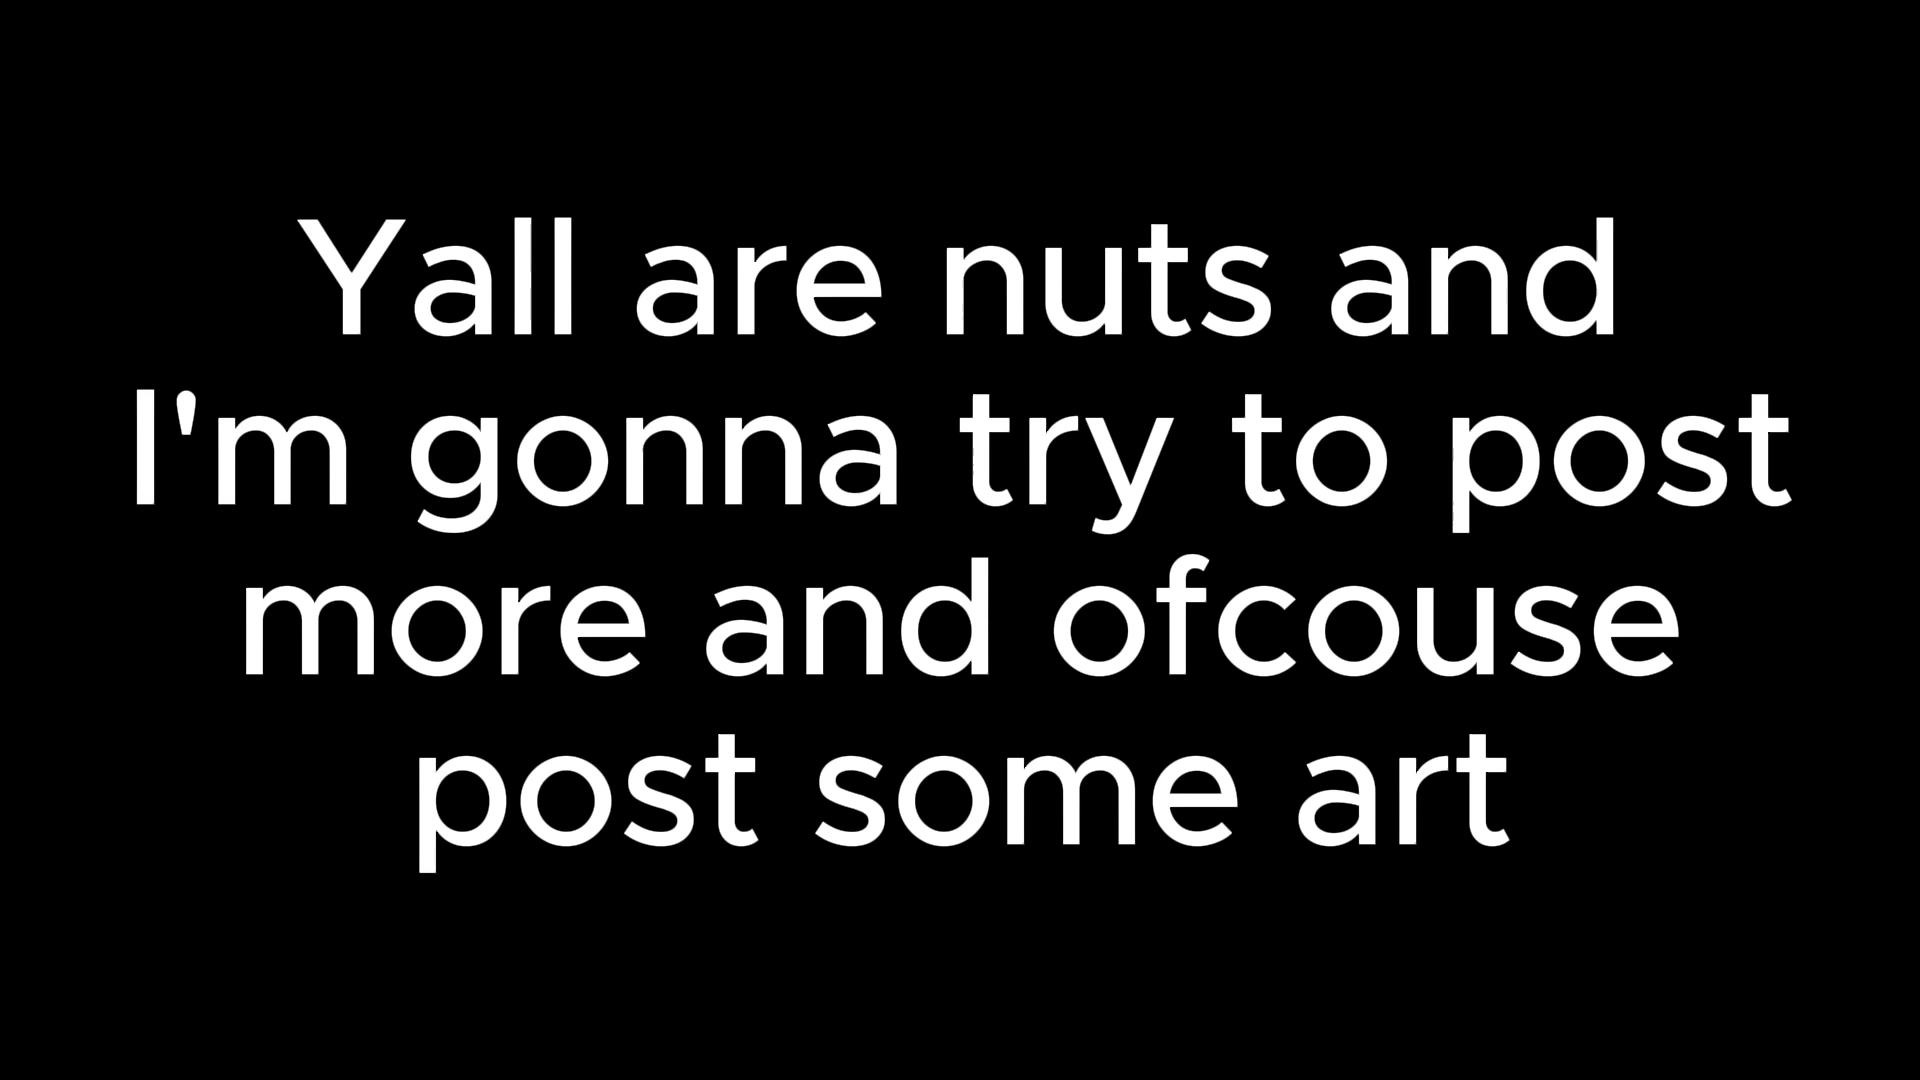 Yall are nuts and
I'm gonna try to post
more and ofcouse
post some art